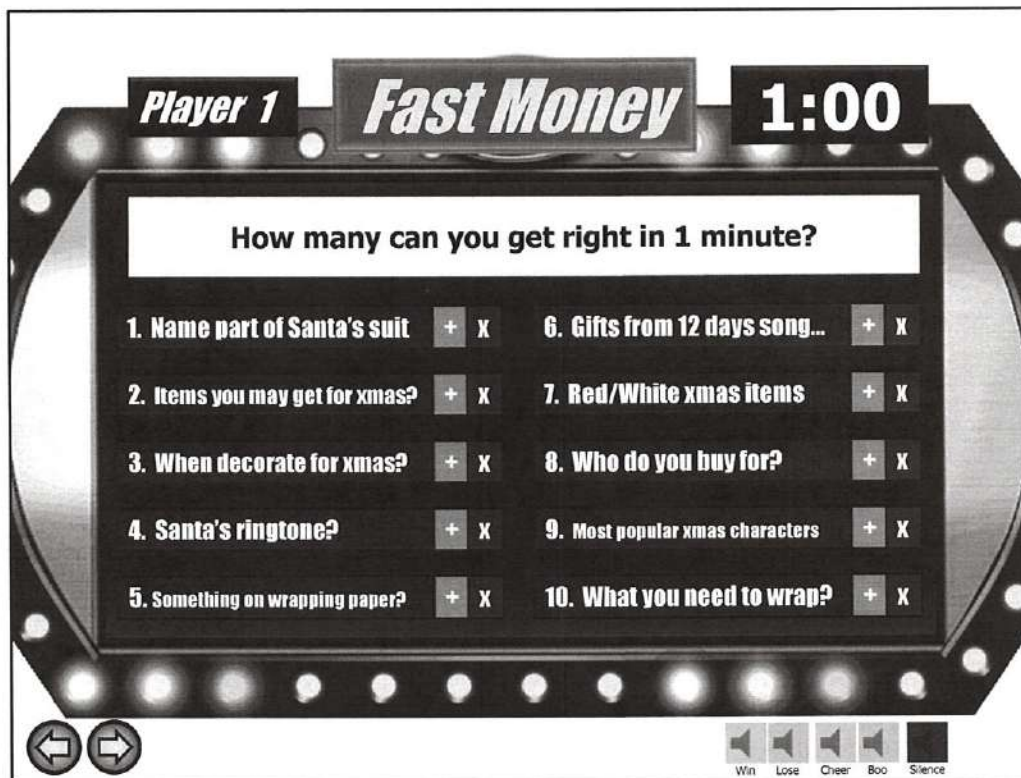 Player 1
Fast Money
1:00
How many can you get right in 1 minute?
1. Name part of Santa's suit + X
2. Items you may get for xmas? + X
3. When decorate for xmas? + X
4. Santa's ringtone? + X
5. Something on wrapping paper? + X
6. Gifts from 12 days song... + X
7. Red/White xmas items + X
8. Who do you buy for? + X
9. Most popular xmas characters + X
10. What you need to wrap? + X
Win Lose Cheer Boo Silence